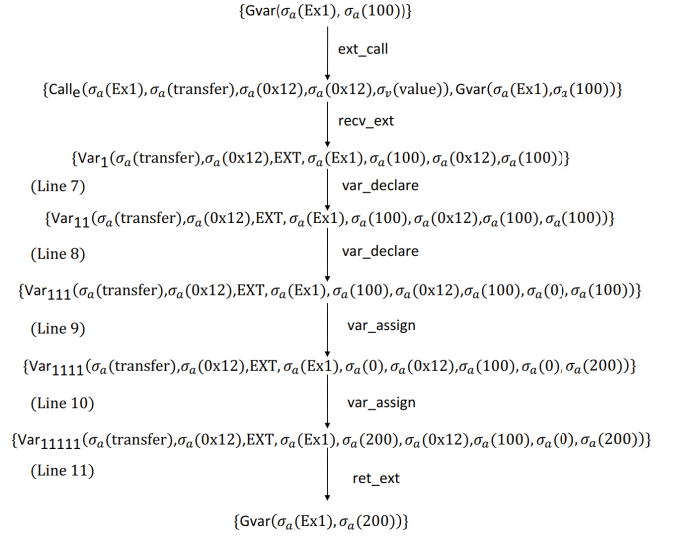 {Gvar(σₐ(Ex1), σₐ(100))}
ext_call
{Callₑ(σₐ(Ex1),σₐ(transfer),σₐ(0x12),σₐ(0x12),σᵥ(value)),Gvar(σₐ(Ex1),σₐ(100))}
recv_ext
{Var₁(σₐ(transfer),σₐ(0x12),EXT,σₐ(Ex1),σₐ(100),σₐ(0x12),σₐ(100))}
(Line 7) var_declare
{Var₁₁(σₐ(transfer),σₐ(0x12),EXT,σₐ(Ex1),σₐ(100),σₐ(0x12),σₐ(100),σₐ(100))}
(Line 8) var_declare
{Var₁₁₁(σₐ(transfer),σₐ(0x12),EXT,σₐ(Ex1),σₐ(100),σₐ(0x12),σₐ(100),σₐ(0),σₐ(100))}
(Line 9) var_assign
{Var₁₁₁₁(σₐ(transfer),σₐ(0x12),EXT,σₐ(Ex1),σₐ(0),σₐ(0x12),σₐ(100),σₐ(0),σₐ(200))}
(Line 10) var_assign
{Var₁₁₁₁₁(σₐ(transfer),σₐ(0x12),EXT,σₐ(Ex1),σₐ(200),σₐ(0x12),σₐ(100),σₐ(0),σₐ(200))}
(Line 11) ret_ext
{Gvar(σₐ(Ex1),σₐ(200))}